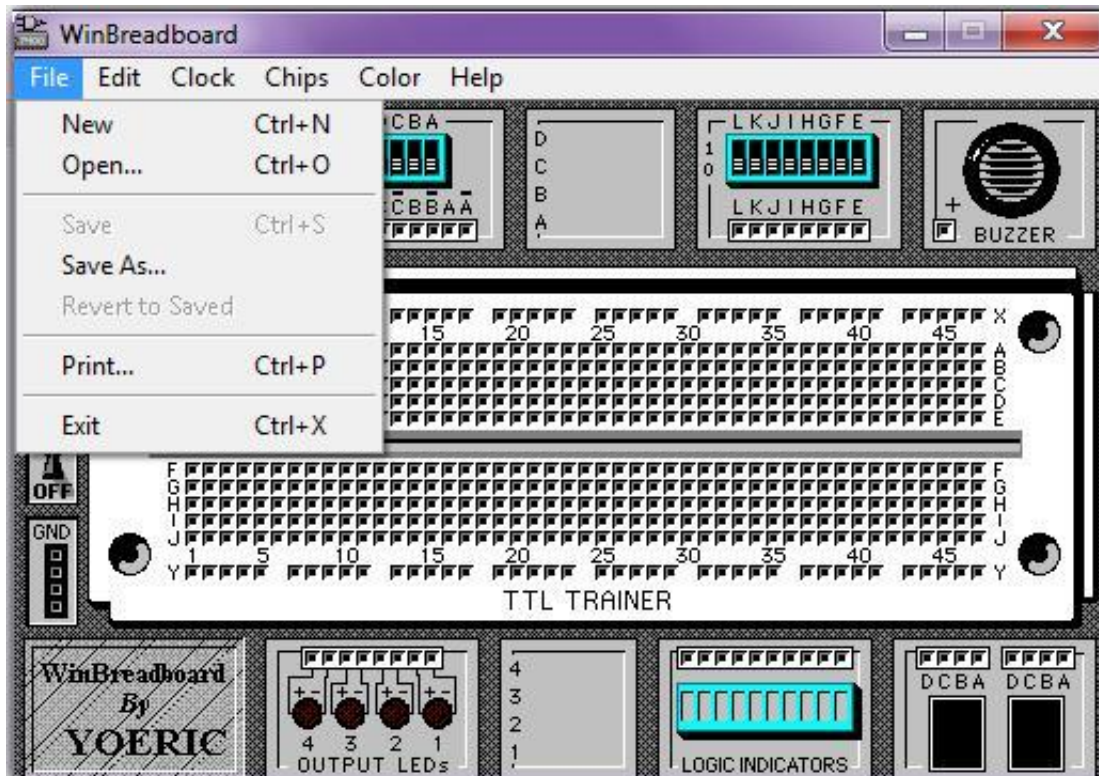 WinBreadboard
File Edit Clock Chips Color Help
New Ctrl+N
Open... Ctrl+O
Save Ctrl+S
Save As...
Revert to Saved
Print... Ctrl+P
Exit Ctrl+X
CBA
CBBAA
D
C
B
A
LKJIHGFE
1
0
LKJIHGFE
+
BUZZER
X
15 20 25 30 35 40 45
A
B
C
D
E
F F
G G
H H
I I
J J
1 5 10 15 20 25 30 35 40 45
Y Y
TTL TRAINER
OFF
GND
WinBreadboard
By
YOERIC
+- +- +- +-
4 3 2 1
OUTPUT LEDs
4
3
2
1
LOGIC INDICATORS
DCBA DCBA